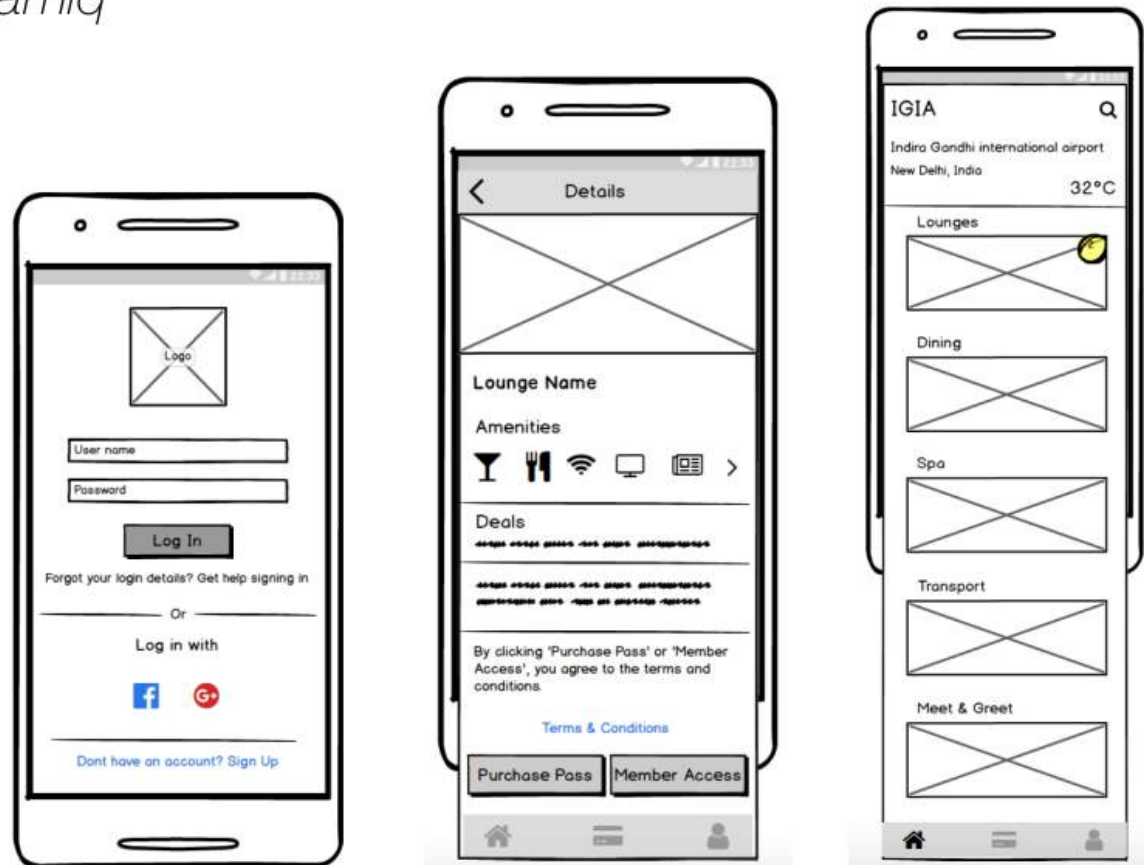 Logo
User name
Password
Log In
Forgot your login details? Get help signing in
Or
Log in with
f
G+
Dont have an account? Sign Up
Details
Lounge Name
Amenities
Deals
By clicking 'Purchase Pass' or 'Member
Access', you agree to the terms and
conditions.
Terms & Conditions
Purchase Pass
Member Access
IGIA
Indira Gandhi international airport
New Delhi, India
32°C
Lounges
Dining
Spa
Transport
Meet & Greet